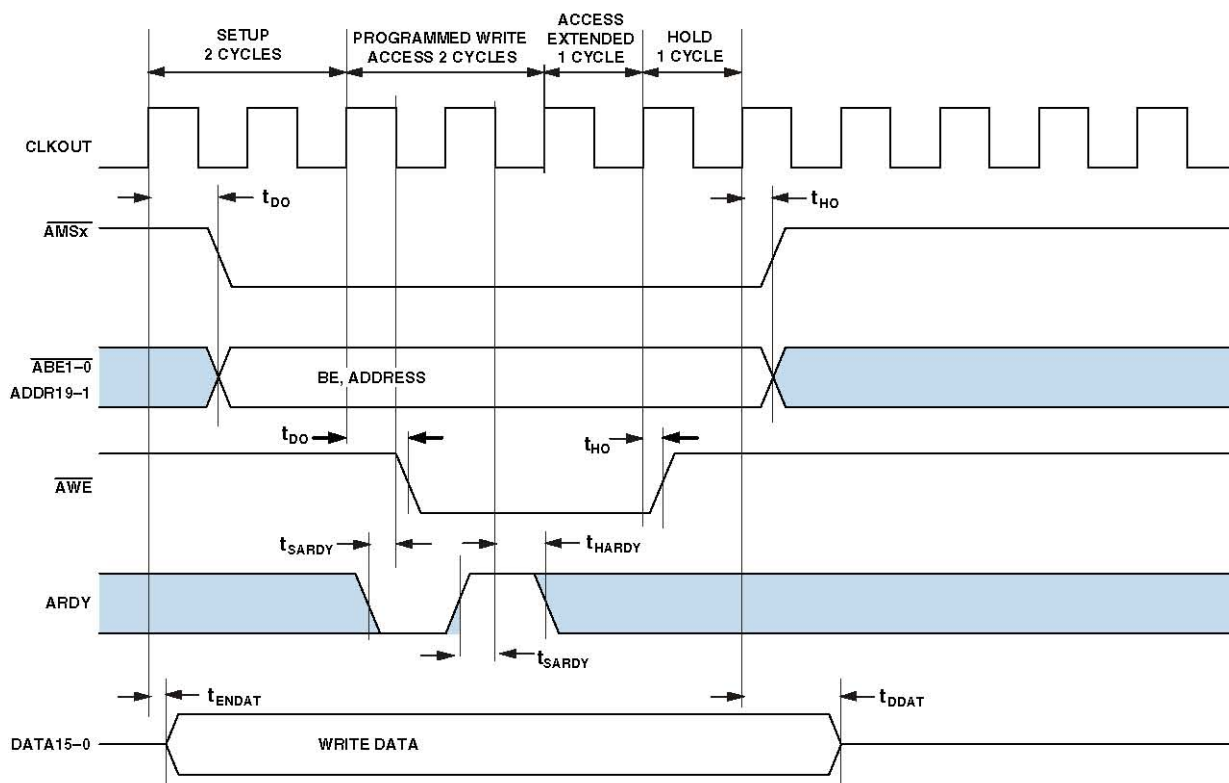 SETUP
2 CYCLES
PROGRAMMED WRITE
ACCESS 2 CYCLES
ACCESS
EXTENDED
1 CYCLE
HOLD
1 CYCLE
CLKOUT
tDO
tHO
AMSx
ABE1–0
ADDR19–1
BE, ADDRESS
tDO
tHO
AWE
tSARDY
tHARDY
ARDY
tSARDY
tENDAT
tDDAT
DATA15–0
WRITE DATA